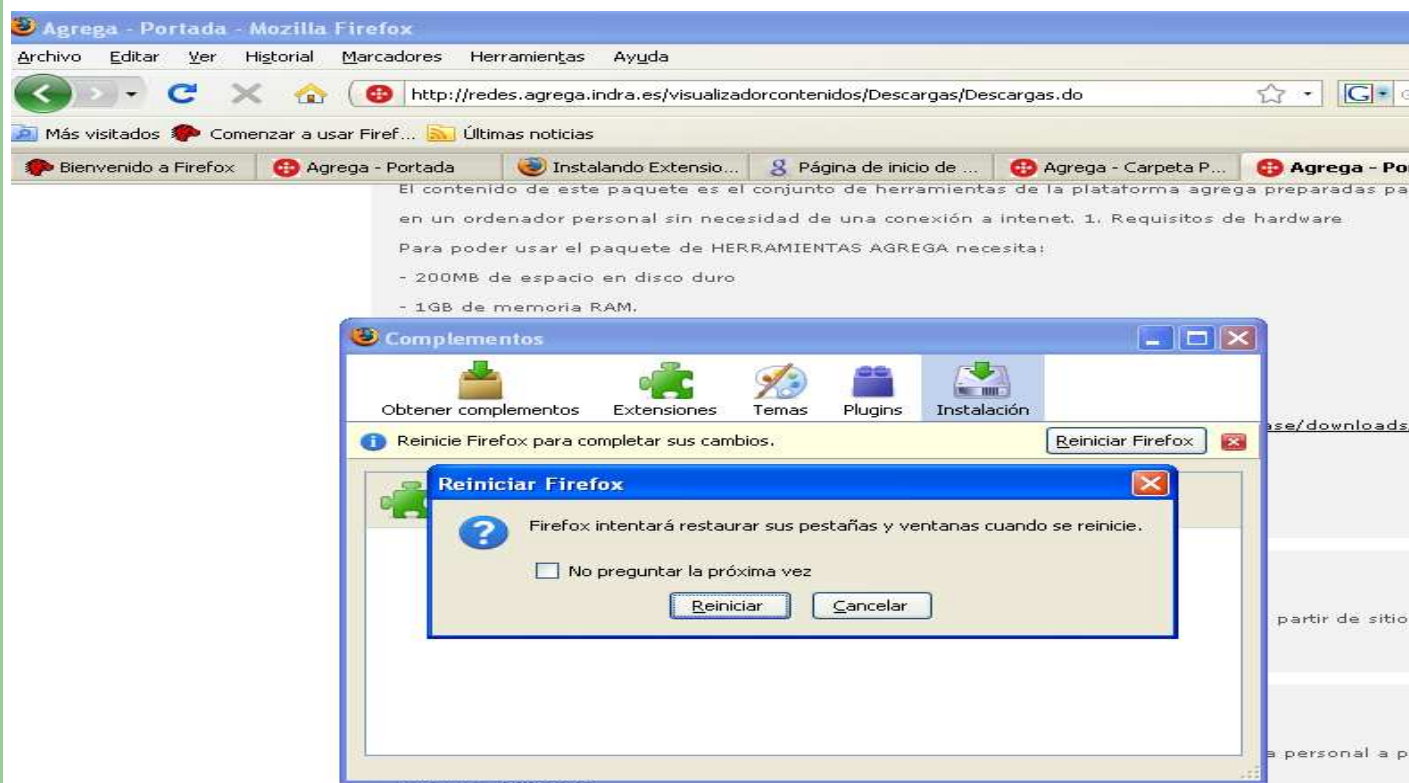 Agrega - Portada - Mozilla Firefox
Archivo Editar Ver Historial Marcadores Herramientas Ayuda
http://redes.agrega.indra.es/visualizadorcontenidos/Descargas/Descargas.do
G
Más visitados Comenzar a usar Firef... Últimas noticias
Bienvenido a Firefox Agrega - Portada Instalando Extensio... Página de inicio de ... Agrega - Carpeta P... Agrega - Po
El contenido de este paquete es el conjunto de herramientas de la plataforma agrega preparadas pa
en un ordenador personal sin necesidad de una conexión a intenet. 1. Requisitos de hardware
Para poder usar el paquete de HERRAMIENTAS AGREGA necesita:
- 200MB de espacio en disco duro
- 1GB de memoria RAM.
Complementos
Obtener complementos Extensiones Temas Plugins Instalación
Reinicie Firefox para completar sus cambios. Reiniciar Firefox
ase/downloads
Reiniciar Firefox
Firefox intentará restaurar sus pestañas y ventanas cuando se reinicie.
No preguntar la próxima vez
Reiniciar Cancelar
partir de sitio
a personal a p